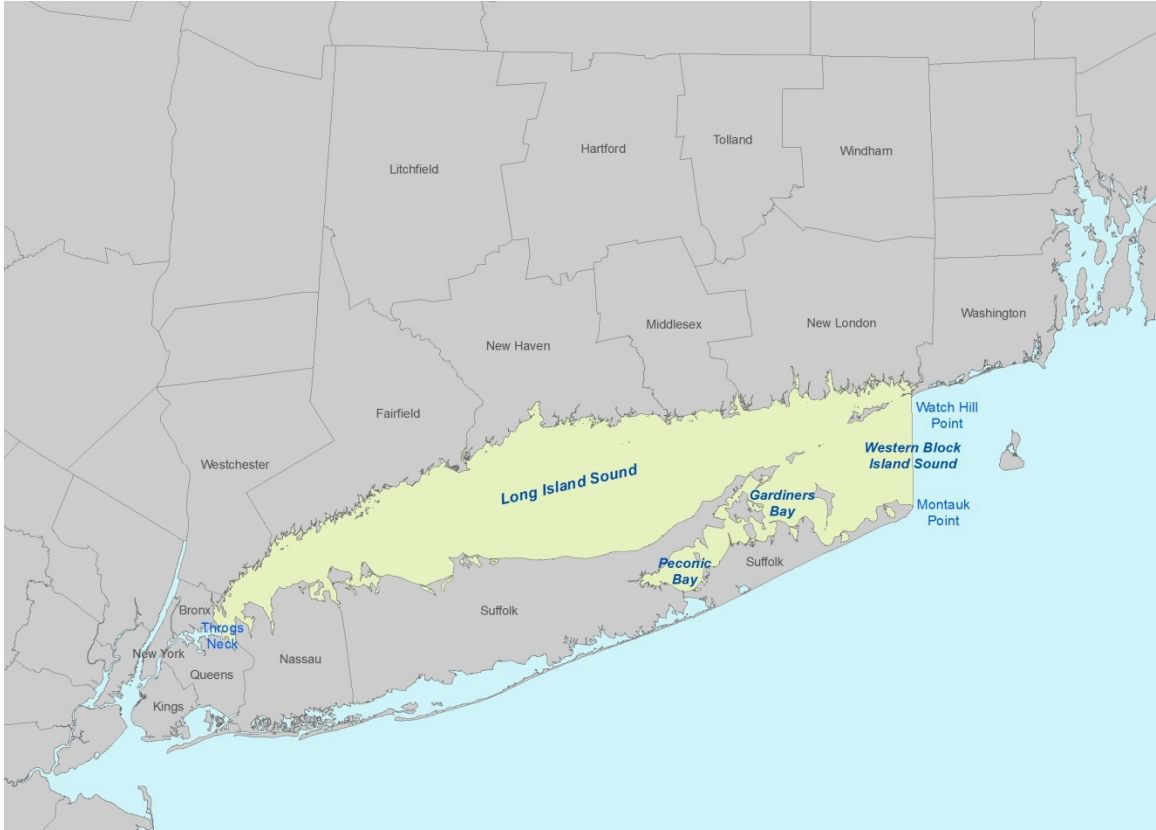 Tolland
Hartford
Windham
Litchfield
Washington
Middlesex
New London
New Haven
Fairfield
Watch Hill
Point
Western Block
Island Sound
Westchester
Long Island Sound
Gardiners
Bay
Montauk
Point
Peconic
Bay
Suffolk
Suffolk
Bronx
Throgs
Neck
New York
Nassau
Queens
Kings